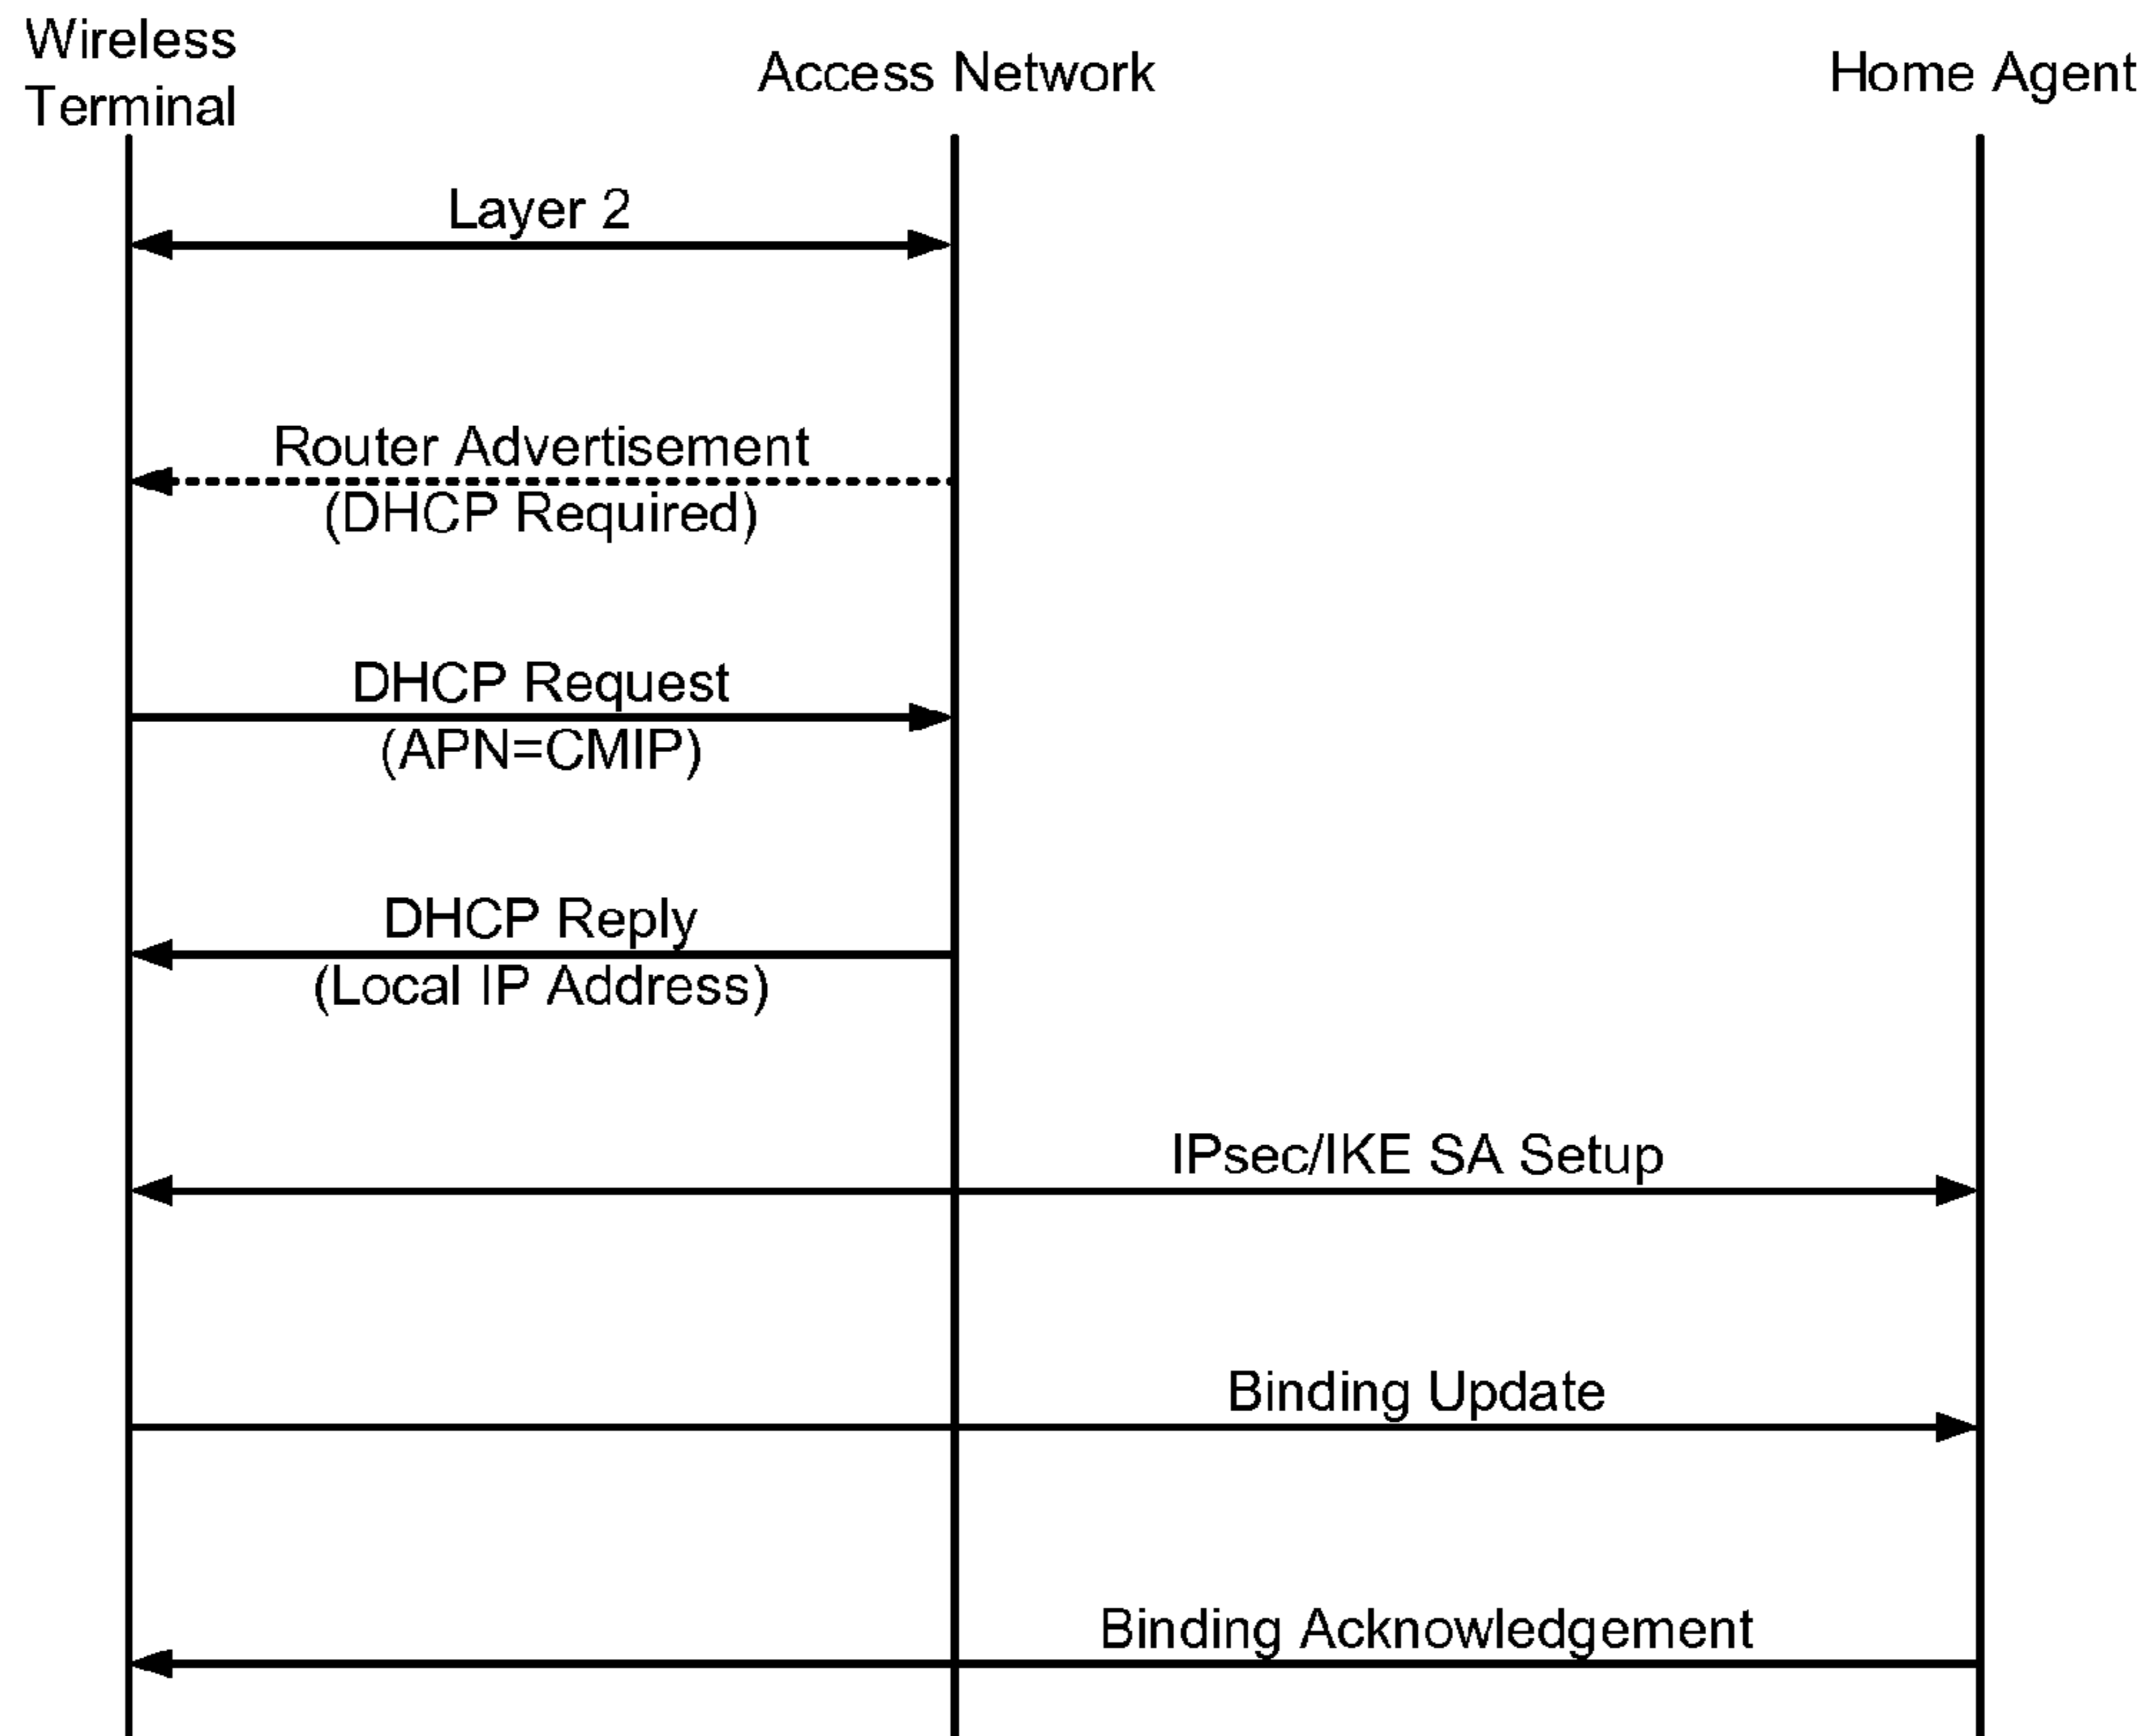 Wireless
Terminal
Access Network
Home Agent
Layer 2
Router Advertisement
(DHCP Required)
DHCP Request
(APN=CMIP)
DHCP Reply
(Local IP Address)
IPsec/IKE SA Setup
Binding Update
Binding Acknowledgement